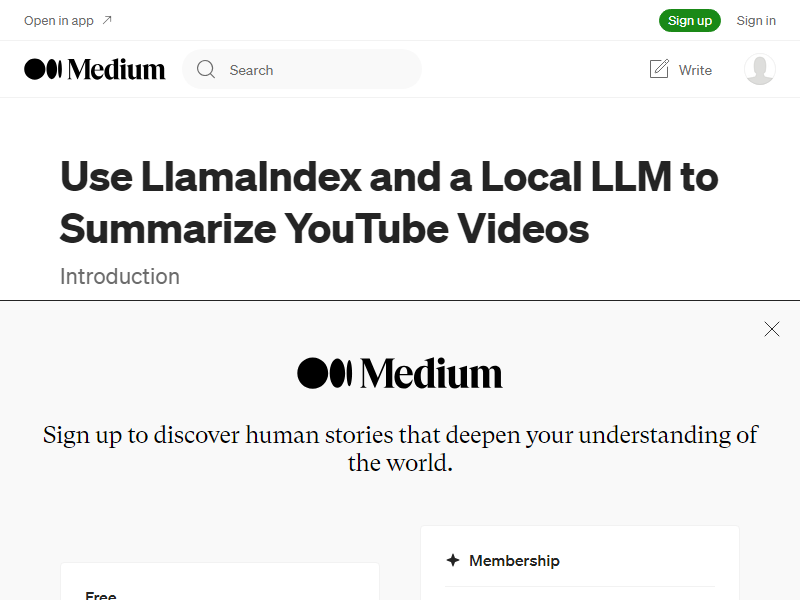 Open in app
Sign up
Sign in
Medium
Search
Write
Use LlamaIndex and a Local LLM to
Summarize YouTube Videos
Introduction
Medium
Sign up to discover human stories that deepen your understanding of
the world.
Membership
Free